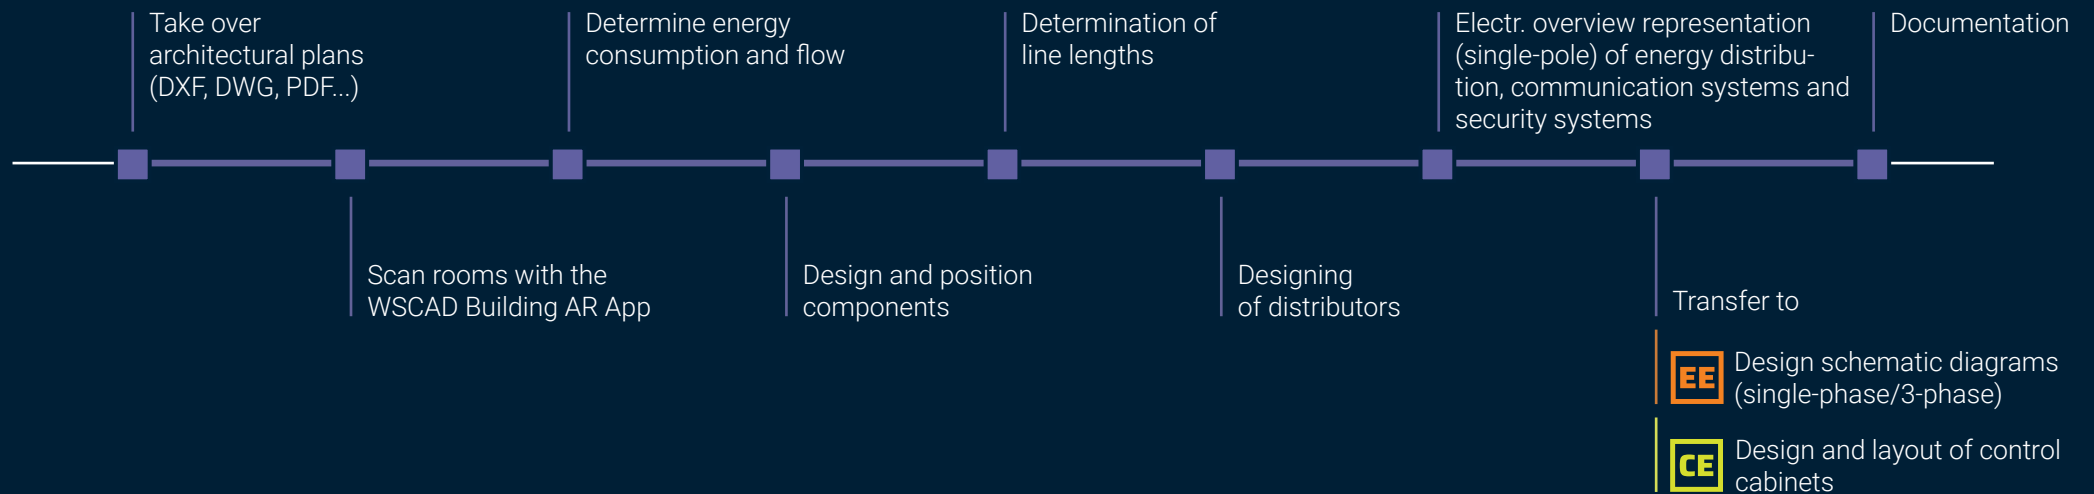 Take over
architectural plans
(DXF, DWG, PDF...)
Scan rooms with the
WSCAD Building AR App
Determine energy
consumption and flow
Design and position
components
Determination of
line lengths
Designing
of distributors
Electr. overview representation
(single-pole) of energy distribu-
tion, communication systems and
security systems
Transfer to
EE
Design schematic diagrams
(single-phase/3-phase)
CE
Design and layout of control
cabinets
Documentation